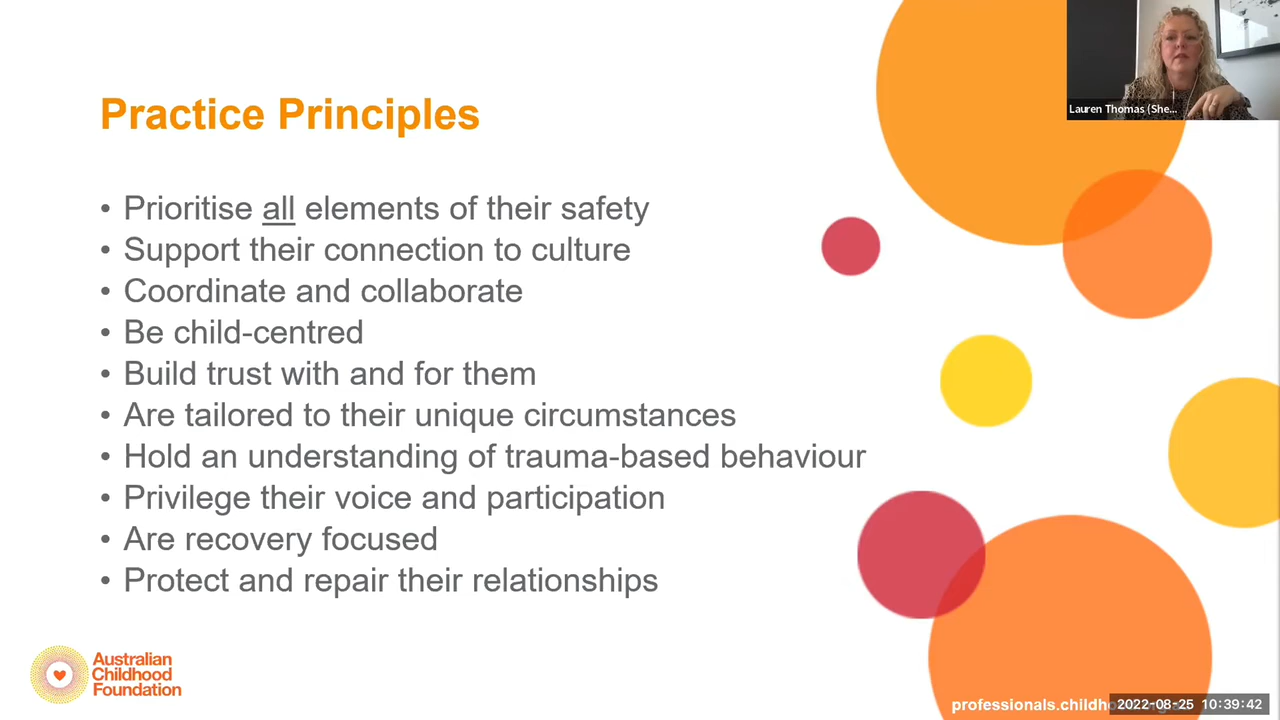 Lauren Thomas (She...
Practice Principles
• Prioritise all elements of their safety
• Support their connection to culture
• Coordinate and collaborate
• Be child-centred
• Build trust with and for them
• Are tailored to their unique circumstances
• Hold an understanding of trauma-based behaviour
• Privilege their voice and participation
• Are recovery focused
• Protect and repair their relationships
Australian
Childhood
Foundation
professionals.childho
2022-08-25 10:39:42